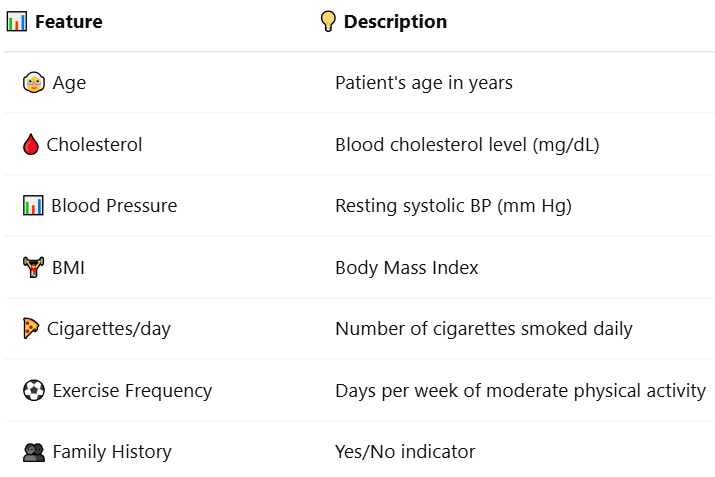 📊 Feature 💡 Description
👴 Age Patient's age in years
🩸 Cholesterol Blood cholesterol level (mg/dL)
📊 Blood Pressure Resting systolic BP (mm Hg)
🏋 BMI Body Mass Index
🍕 Cigarettes/day Number of cigarettes smoked daily
⚽ Exercise Frequency Days per week of moderate physical activity
👥 Family History Yes/No indicator